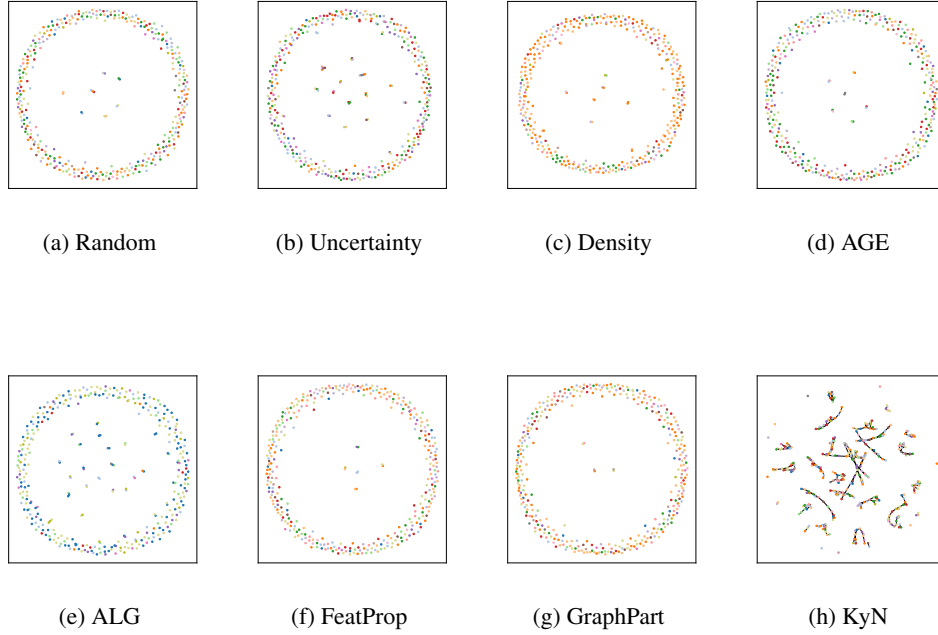 (a) Random
(b) Uncertainty
(c) Density
(d) AGE
(e) ALG
(f) FeatProp
(g) GraphPart
(h) KyN